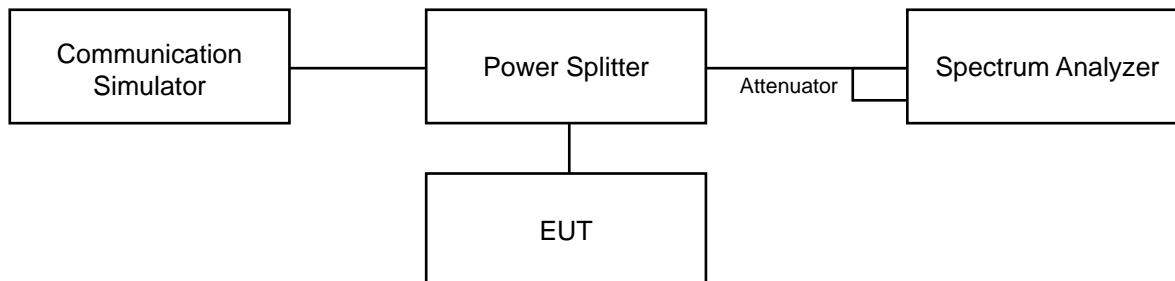 Communication
Simulator
Power Splitter
Attenuator
Spectrum Analyzer
EUT